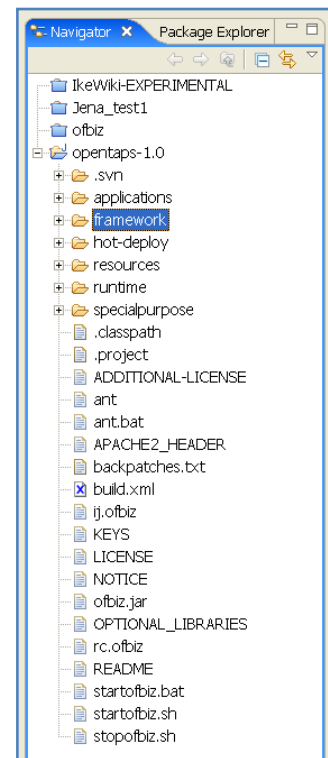 Navigator Package Explorer
IkeWiki-EXPERIMENTAL
Jena_test1
ofbiz
opentaps-1.0
.svn
applications
framework
hot-deploy
resources
runtime
specialpurpose
.classpath
.project
ADDITIONAL-LICENSE
ant
ant.bat
APACHE2_HEADER
backpatches.txt
build.xml
ij.ofbiz
KEYS
LICENSE
NOTICE
ofbiz.jar
OPTIONAL_LIBRARIES
rc.ofbiz
README
startofbiz.bat
startofbiz.sh
stopofbiz.sh